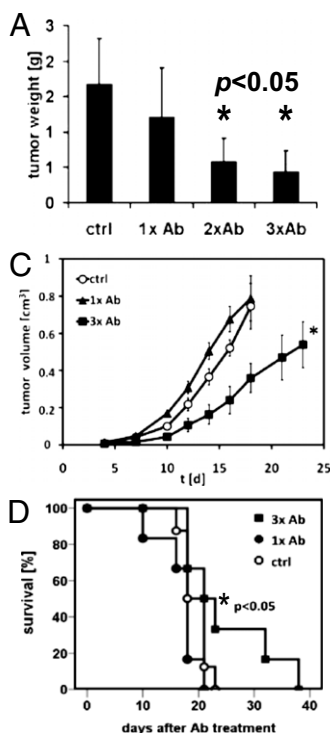 A
tumor weight [g]
3
2
2
1
1
0
p<0.05
* *
ctrl 1x Ab 2xAb 3xAb
C
tumor volume [cm³]
1
0.8
0.6
0.4
0.2
0
ctrl
1x Ab
3x Ab
*
0 5 10 15 20 25
t [d]
D
survival [%]
100
80
60
40
20
0
3x Ab
1x Ab
ctrl
* p<0.05
0 10 20 30 40
days after Ab treatment